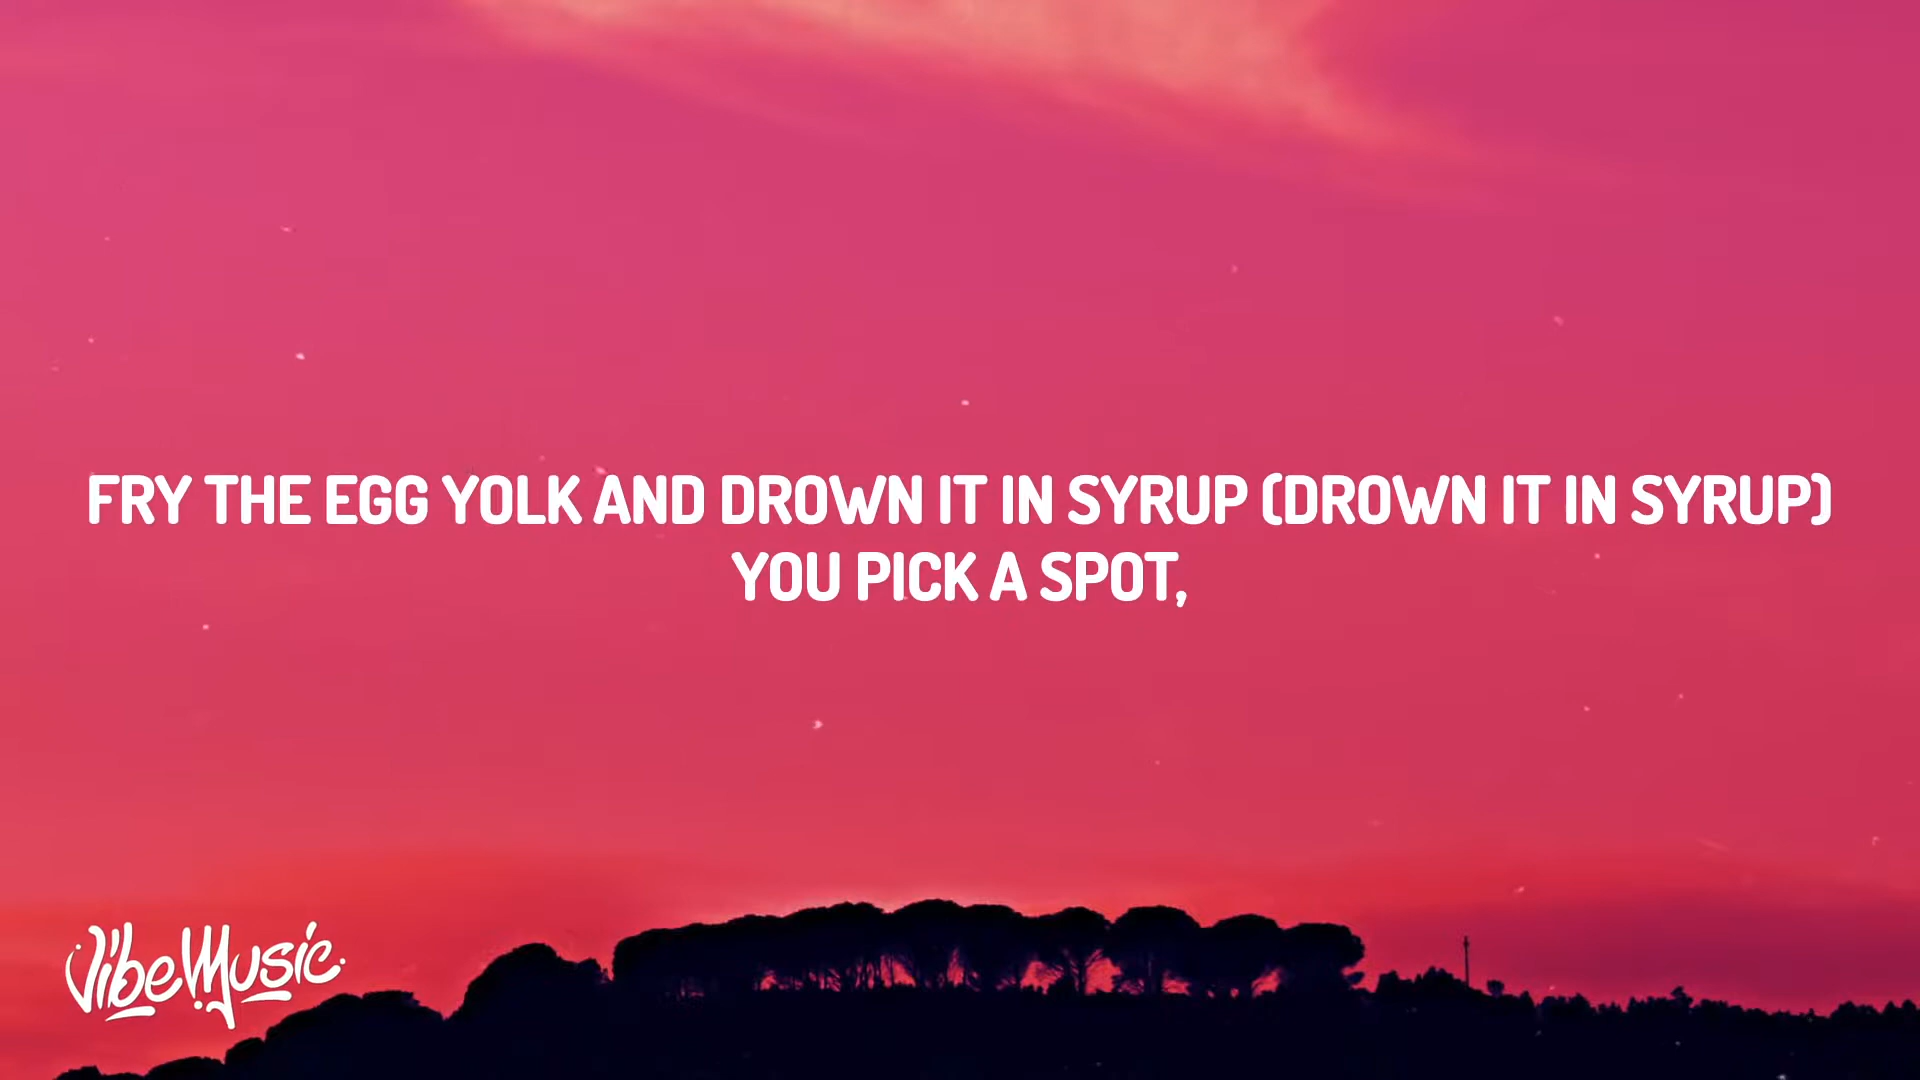 FRY THE EGG YOLK AND DROWN IT IN SYRUP (DROWN IT IN SYRUP)
YOU PICK A SPOT,
VibeMusic